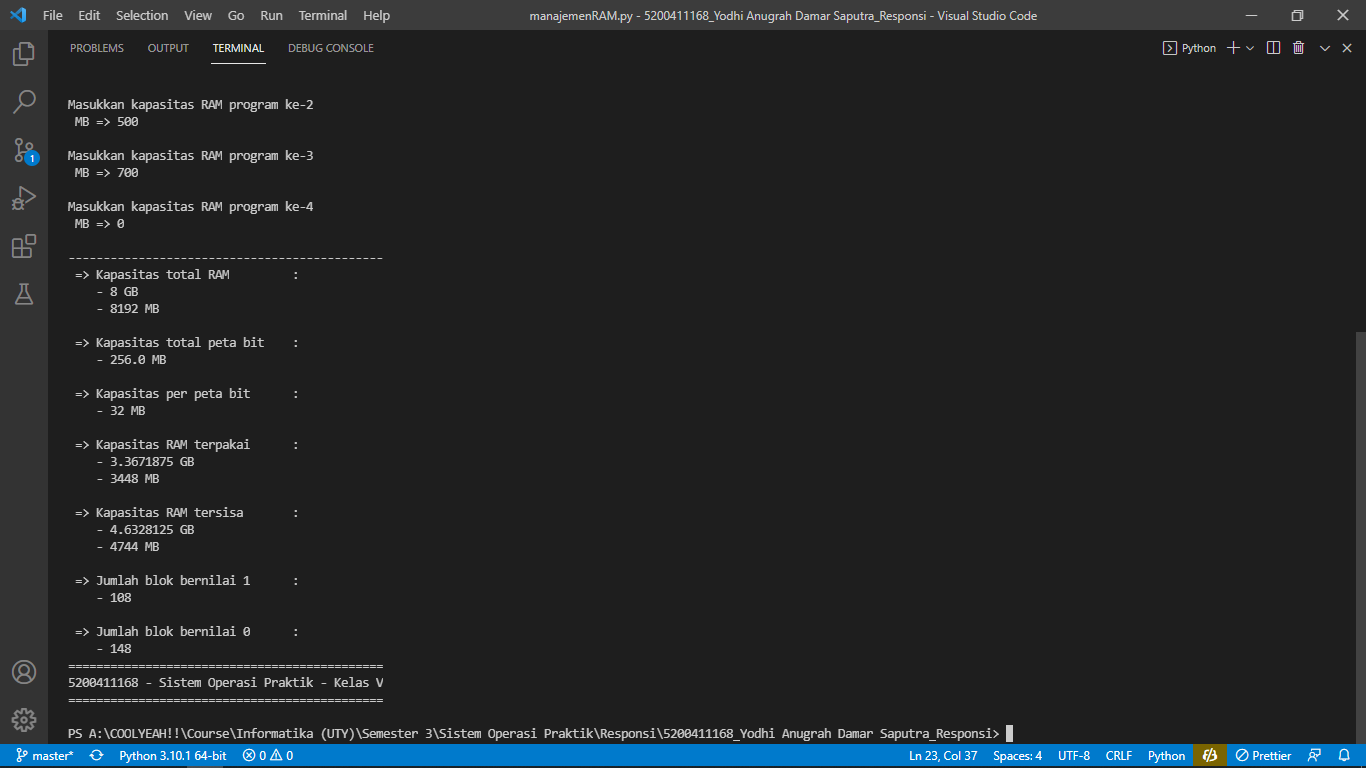 File Edit Selection View Go Run Terminal Help manajemenRAM.py - 5200411168_Yodhi Anugrah Damar Saputra_Responsi - Visual Studio Code
PROBLEMS OUTPUT TERMINAL DEBUG CONSOLE Python
Masukkan kapasitas RAM program ke-2
MB => 500
Masukkan kapasitas RAM program ke-3
MB => 700
Masukkan kapasitas RAM program ke-4
MB => 0
---------------------------------------------
=> Kapasitas total RAM :
- 8 GB
- 8192 MB
=> Kapasitas total peta bit :
- 256.0 MB
=> Kapasitas per peta bit :
- 32 MB
=> Kapasitas RAM terpakai :
- 3.3671875 GB
- 3448 MB
=> Kapasitas RAM tersisa :
- 4.6328125 GB
- 4744 MB
=> Jumlah blok bernilai 1 :
- 108
=> Jumlah blok bernilai 0 :
- 148
=============================================
5200411168 - Sistem Operasi Praktik - Kelas V
=============================================
PS A:\COOLYEAH!!\Course\Informatika (UTY)\Semester 3\Sistem Operasi Praktik\Responsi\5200411168_Yodhi Anugrah Damar Saputra_Responsi>
1
master* Python 3.10.1 64-bit 0 0 Ln 23, Col 37 Spaces: 4 UTF-8 CRLF Python Prettier